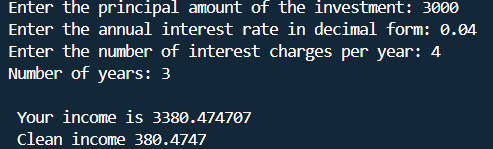 Enter the principal amount of the investment: 3000
Enter the annual interest rate in decimal form: 0.04
Enter the number of interest charges per year: 4
Number of years: 3
Your income is 3380.474707
Clean income 380.4747